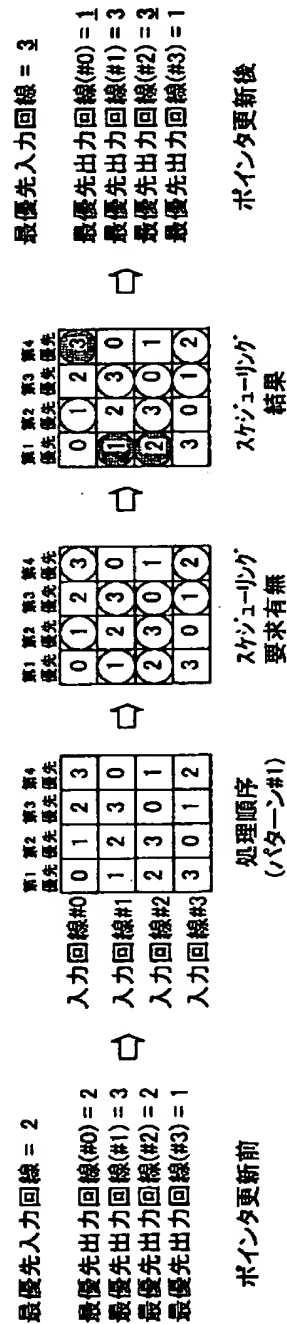 最優先入力回線 = 2
最優先出力回線(#0) = 2
最優先出力回線(#1) = 3
最優先出力回線(#2) = 2
最優先出力回線(#3) = 1
ポインタ更新前
第1 第2 第3 第4
優先 優先 優先 優先
入力回線#0 0 1 2 3
入力回線#1 1 2 3 0
入力回線#2 2 3 0 1
入力回線#3 3 0 1 2
処理順序
(パターン#1)
第1 第2 第3 第4
優先 優先 優先 優先
0 1 2 3
1 2 3 0
2 3 0 1
3 0 1 2
スケジューリング
要求有無
第1 第2 第3 第4
優先 優先 優先 優先
0 1 2 3
1 2 3 0
2 3 0 1
3 0 1 2
スケジューリング
結果
最優先入力回線 = 3
最優先出力回線(#0) = 1
最優先出力回線(#1) = 3
最優先出力回線(#2) = 3
最優先出力回線(#3) = 1
ポインタ更新後